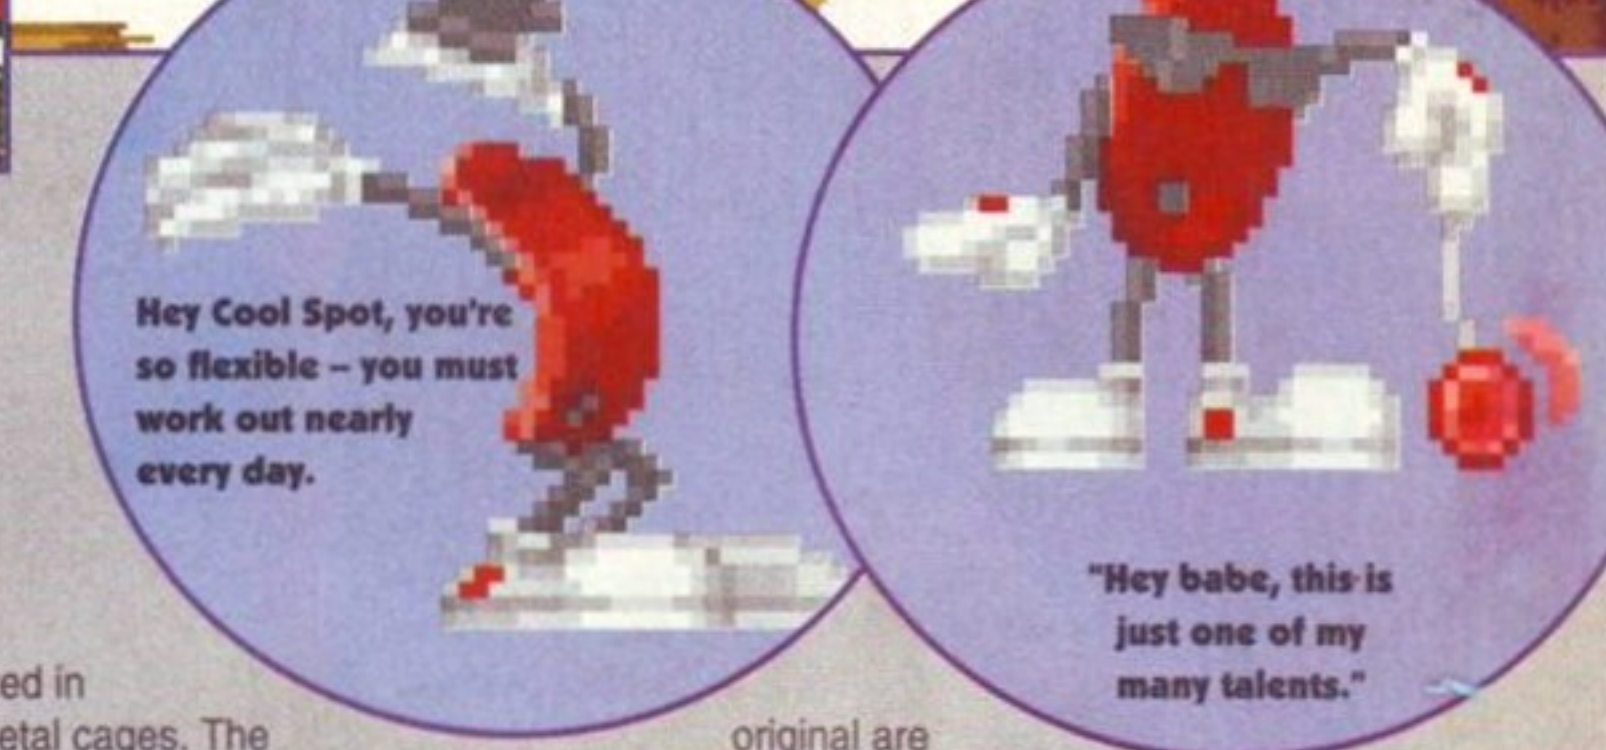 Hey Cool Spot, you're
so flexible – you must
work out nearly
every day.
"Hey babe, this is
just one of my
many talents."
ed in
etal cages. The
original are